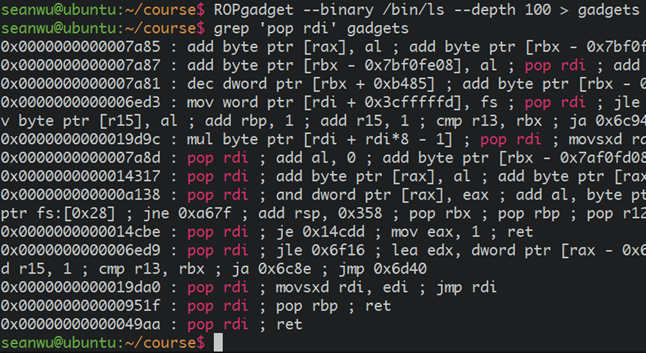 seanwu@ubuntu:~/course$ ROPgadget --binary /bin/ls --depth 100 > gadgets
seanwu@ubuntu:~/course$ grep 'pop rdi' gadgets
0x0000000000007a85 : add byte ptr [rax], al ; add byte ptr [rbx - 0x7bf0f
0x0000000000007a87 : add byte ptr [rbx - 0x7bf0fe08], al ; pop rdi ; add
0x0000000000007a81 : dec dword ptr [rbx + 0xb485] ; add byte ptr [rbx -
0x0000000000006ed3 : mov word ptr [rdi + 0x3cfffffd], fs ; pop rdi ; jle
v byte ptr [r15], al ; add rbp, 1 ; add r15, 1 ; cmp r13, rbx ; ja 0x6c94
0x0000000000019d9c : mul byte ptr [rdi + rdi*8 - 1] ; pop rdi ; movsxd ra
0x0000000000007a8d : pop rdi ; add al, 0 ; add byte ptr [rbx - 0x7af0fd08
0x0000000000014317 : pop rdi ; add byte ptr [rax], al ; add byte ptr [rax
0x000000000000a138 : pop rdi ; and dword ptr [rax], eax ; add al, byte pt
ptr fs:[0x28] ; jne 0xa67f ; add rsp, 0x358 ; pop rbx ; pop rbp ; pop r12
0x0000000000014cbe : pop rdi ; je 0x14cdd ; mov eax, 1 ; ret
0x0000000000006ed9 : pop rdi ; jle 0x6f16 ; lea edx, dword ptr [rax - 0x6
d r15, 1 ; cmp r13, rbx ; ja 0x6c8e ; jmp 0x6d40
0x0000000000019da0 : pop rdi ; movsxd rdi, edi ; jmp rdi
0x000000000000951f : pop rdi ; pop rbp ; ret
0x00000000000049aa : pop rdi ; ret
seanwu@ubuntu:~/course$